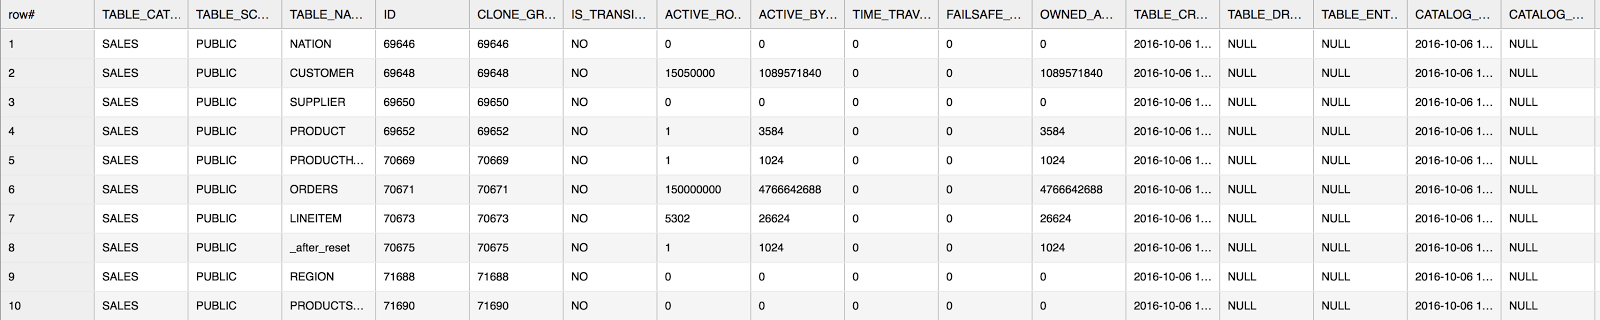 row# TABLE_CAT... TABLE_SC... TABLE_NA... ID CLONE_GR... IS_TRANSI... ACTIVE_RO... ACTIVE_BY... TIME_TRAV... FAILSAFE_... OWNED_A... TABLE_CR... TABLE_DR... TABLE_ENT... CATALOG_... CATALOG_...
1 SALES PUBLIC NATION 69646 69646 NO 0 0 0 0 0 2016-10-06 1... NULL NULL 2016-10-06 1... NULL
2 SALES PUBLIC CUSTOMER 69648 69648 NO 15050000 1089571840 0 0 1089571840 2016-10-06 1... NULL NULL 2016-10-06 1... NULL
3 SALES PUBLIC SUPPLIER 69650 69650 NO 0 0 0 0 0 2016-10-06 1... NULL NULL 2016-10-06 1... NULL
4 SALES PUBLIC PRODUCT 69652 69652 NO 1 3584 0 0 3584 2016-10-06 1... NULL NULL 2016-10-06 1... NULL
5 SALES PUBLIC PRODUCTH... 70669 70669 NO 1 1024 0 0 1024 2016-10-06 1... NULL NULL 2016-10-06 1... NULL
6 SALES PUBLIC ORDERS 70671 70671 NO 150000000 4766642688 0 0 4766642688 2016-10-06 1... NULL NULL 2016-10-06 1... NULL
7 SALES PUBLIC LINEITEM 70673 70673 NO 5302 26624 0 0 26624 2016-10-06 1... NULL NULL 2016-10-06 1... NULL
8 SALES PUBLIC _after_reset 70675 70675 NO 1 1024 0 0 1024 2016-10-06 1... NULL NULL 2016-10-06 1... NULL
9 SALES PUBLIC REGION 71688 71688 NO 0 0 0 0 0 2016-10-06 1... NULL NULL 2016-10-06 1... NULL
10 SALES PUBLIC PRODUCTS... 71690 71690 NO 0 0 0 0 0 2016-10-06 1... NULL NULL 2016-10-06 1... NULL